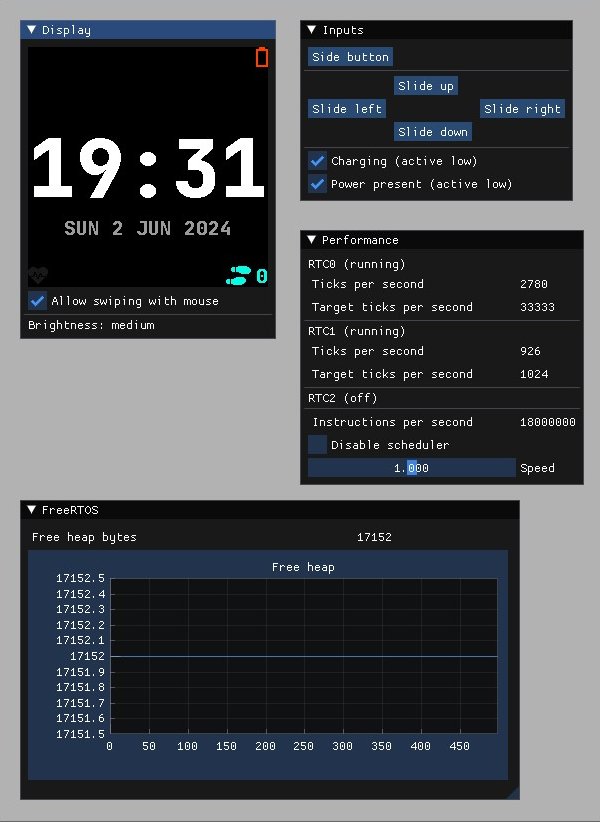 Display
19:31
SUN 2 JUN 2024
0
Allow swiping with mouse
Brightness: medium
Inputs
Side button
Slide up
Slide left Slide right
Slide down
Charging (active low)
Power present (active low)
Performance
RTC0 (running)
Ticks per second 2780
Target ticks per second 33333
RTC1 (running)
Ticks per second 926
Target ticks per second 1024
RTC2 (off)
Instructions per second 18000000
Disable scheduler
1.000 Speed
FreeRTOS
Free heap bytes 17152
Free heap
17152.5
17152.4
17152.3
17152.2
17152.1
17152
17151.9
17151.8
17151.7
17151.6
17151.5
0 50 100 150 200 250 300 350 400 450